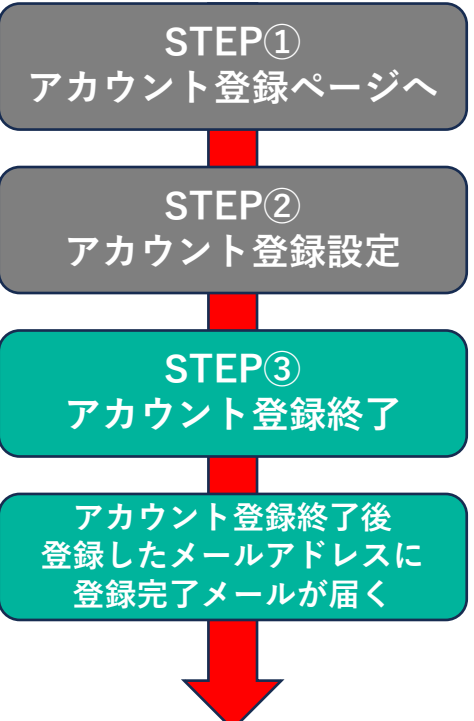 STEP①
アカウント登録ページへ
STEP②
アカウント登録設定
STEP③
アカウント登録終了
アカウント登録終了後
登録したメールアドレスに
登録完了メールが届く